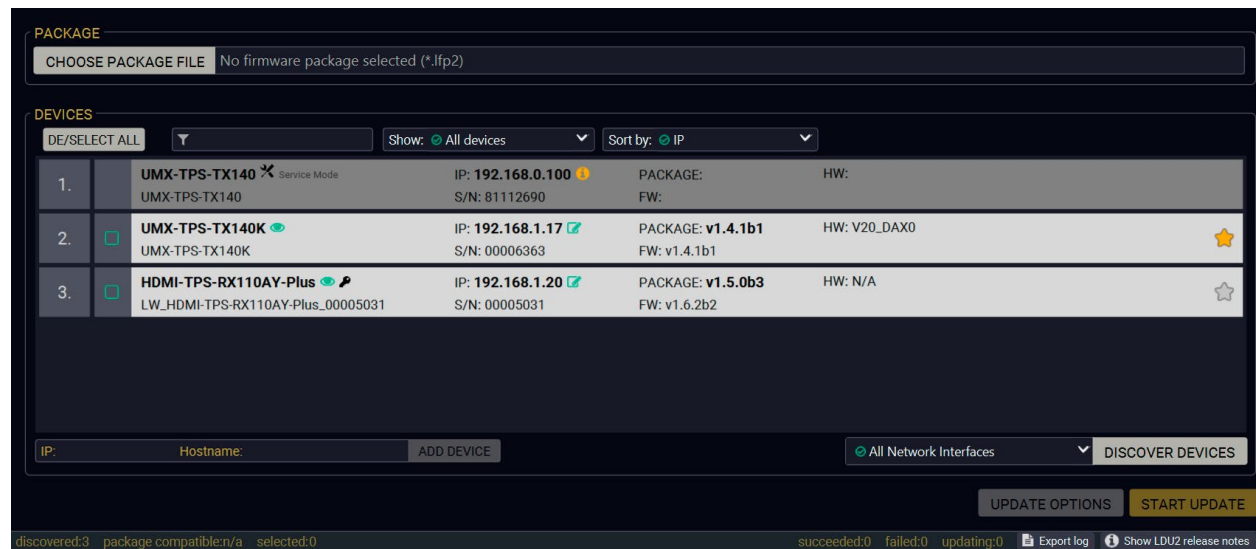 PACKAGE
CHOOSE PACKAGE FILE No firmware package selected (*.lfp2)
DEVICES
DE/SELECT ALL Show: All devices Sort by: IP
1. UMX-TPS-TX140 Service Mode IP: 192.168.0.100 PACKAGE: HW:
UMX-TPS-TX140 S/N: 81112690 FW:
2. UMX-TPS-TX140K IP: 192.168.1.17 PACKAGE: v1.4.1b1 HW: V20_DAX0
UMX-TPS-TX140K S/N: 00006363 FW: v1.4.1b1
3. HDMI-TPS-RX110AY-Plus IP: 192.168.1.20 PACKAGE: v1.5.0b3 HW: N/A
LW_HDMI-TPS-RX110AY-Plus_00005031 S/N: 00005031 FW: v1.6.2b2
IP: Hostname: ADD DEVICE All Network Interfaces DISCOVER DEVICES
UPDATE OPTIONS START UPDATE
discovered:3 package compatible:n/a selected:0 succeeded:0 failed:0 updating:0 Export log Show LDU2 release notes